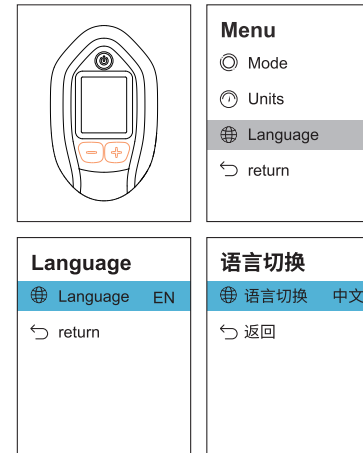 Menu
Mode
Units
Language
return
Language
Language EN
return
语言切换
语言切换 中文
返回